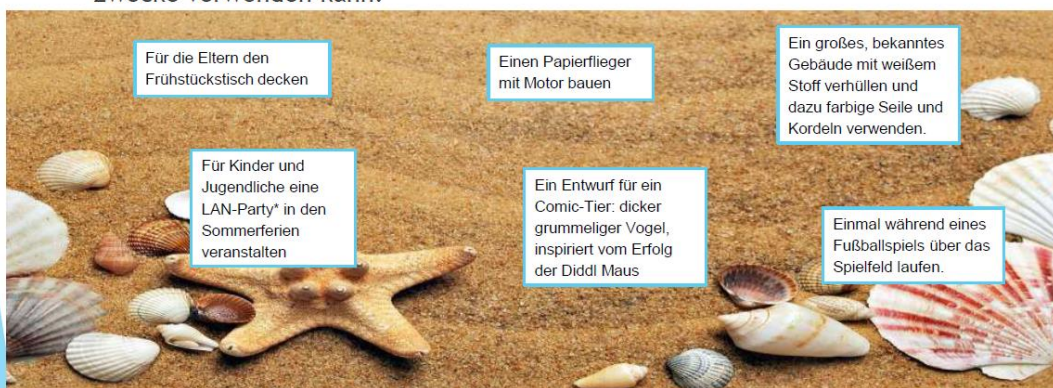 zwecke verwenden kann.
Für die Eltern den
Frühstückstisch decken
Einen Papierflieger
mit Motor bauen
Ein großes, bekanntes
Gebäude mit weißem
Stoff verhüllen und
dazu farbige Seile und
Kordeln verwenden.
Für Kinder und
Jugendliche eine
LAN-Party* in den
Sommerferien
veranstalten
Ein Entwurf für ein
Comic-Tier: dicker
grummeliger Vogel,
inspiriert vom Erfolg
der Diddl Maus
Einmal während eines
Fußballspiels über das
Spielfeld laufen.